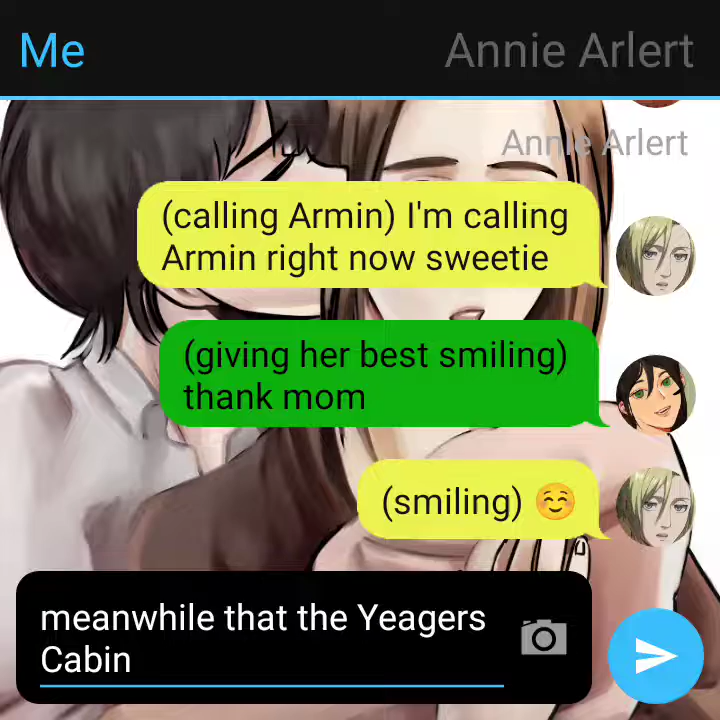 Me
Annie Arlert
Annie Arlert
(calling Armin) I'm calling
Armin right now sweetie
(giving her best smiling)
thank mom
(smiling) ☺️
meanwhile that the Yeagers
Cabin